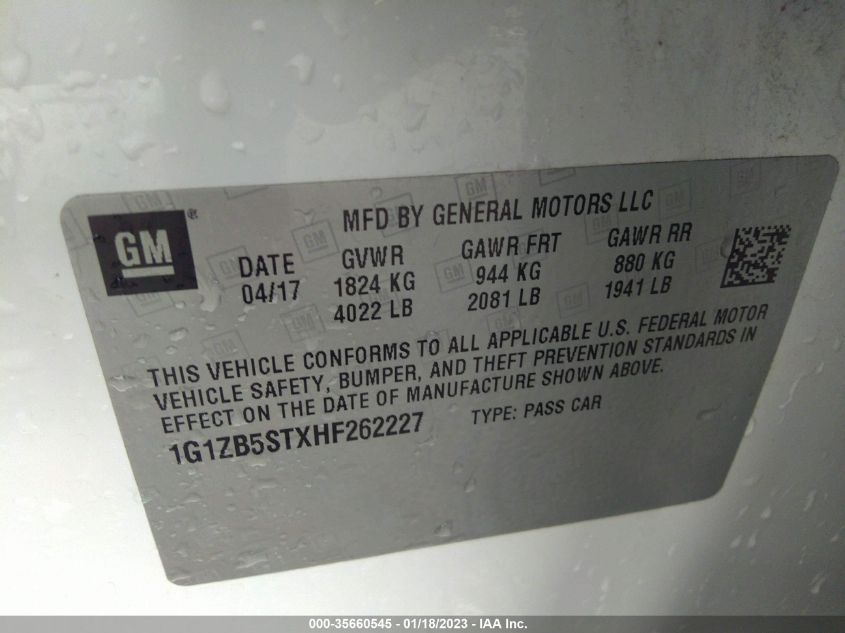 GM ®
MFD BY GENERAL MOTORS LLC
DATE GVWR GAWR FRT GAWR RR
04/17 1824 KG 944 KG 880 KG
4022 LB 2081 LB 1941 LB
THIS VEHICLE CONFORMS TO ALL APPLICABLE U.S. FEDERAL MOTOR
VEHICLE SAFETY, BUMPER, AND THEFT PREVENTION STANDARDS IN
EFFECT ON THE DATE OF MANUFACTURE SHOWN ABOVE.
1G1ZB5STXHF262227 TYPE: PASS CAR
000-35660545 - 01/18/2023 - IAA Inc.